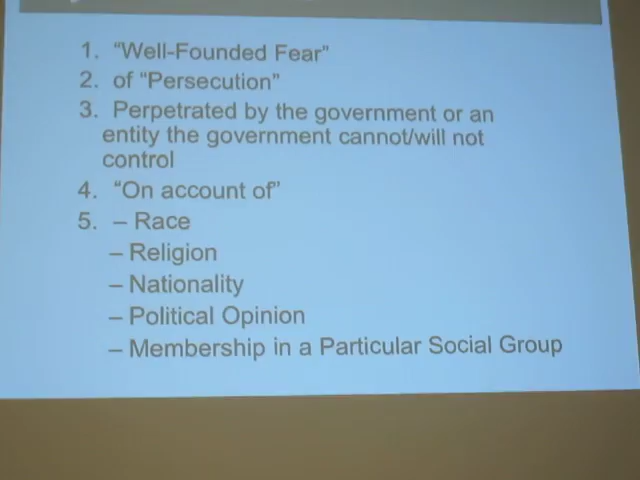 1. “Well-Founded Fear”
2. of “Persecution”
3. Perpetrated by the government or an
entity the government cannot/will not
control
4. “On account of”
5. – Race
– Religion
– Nationality
– Political Opinion
– Membership in a Particular Social Group